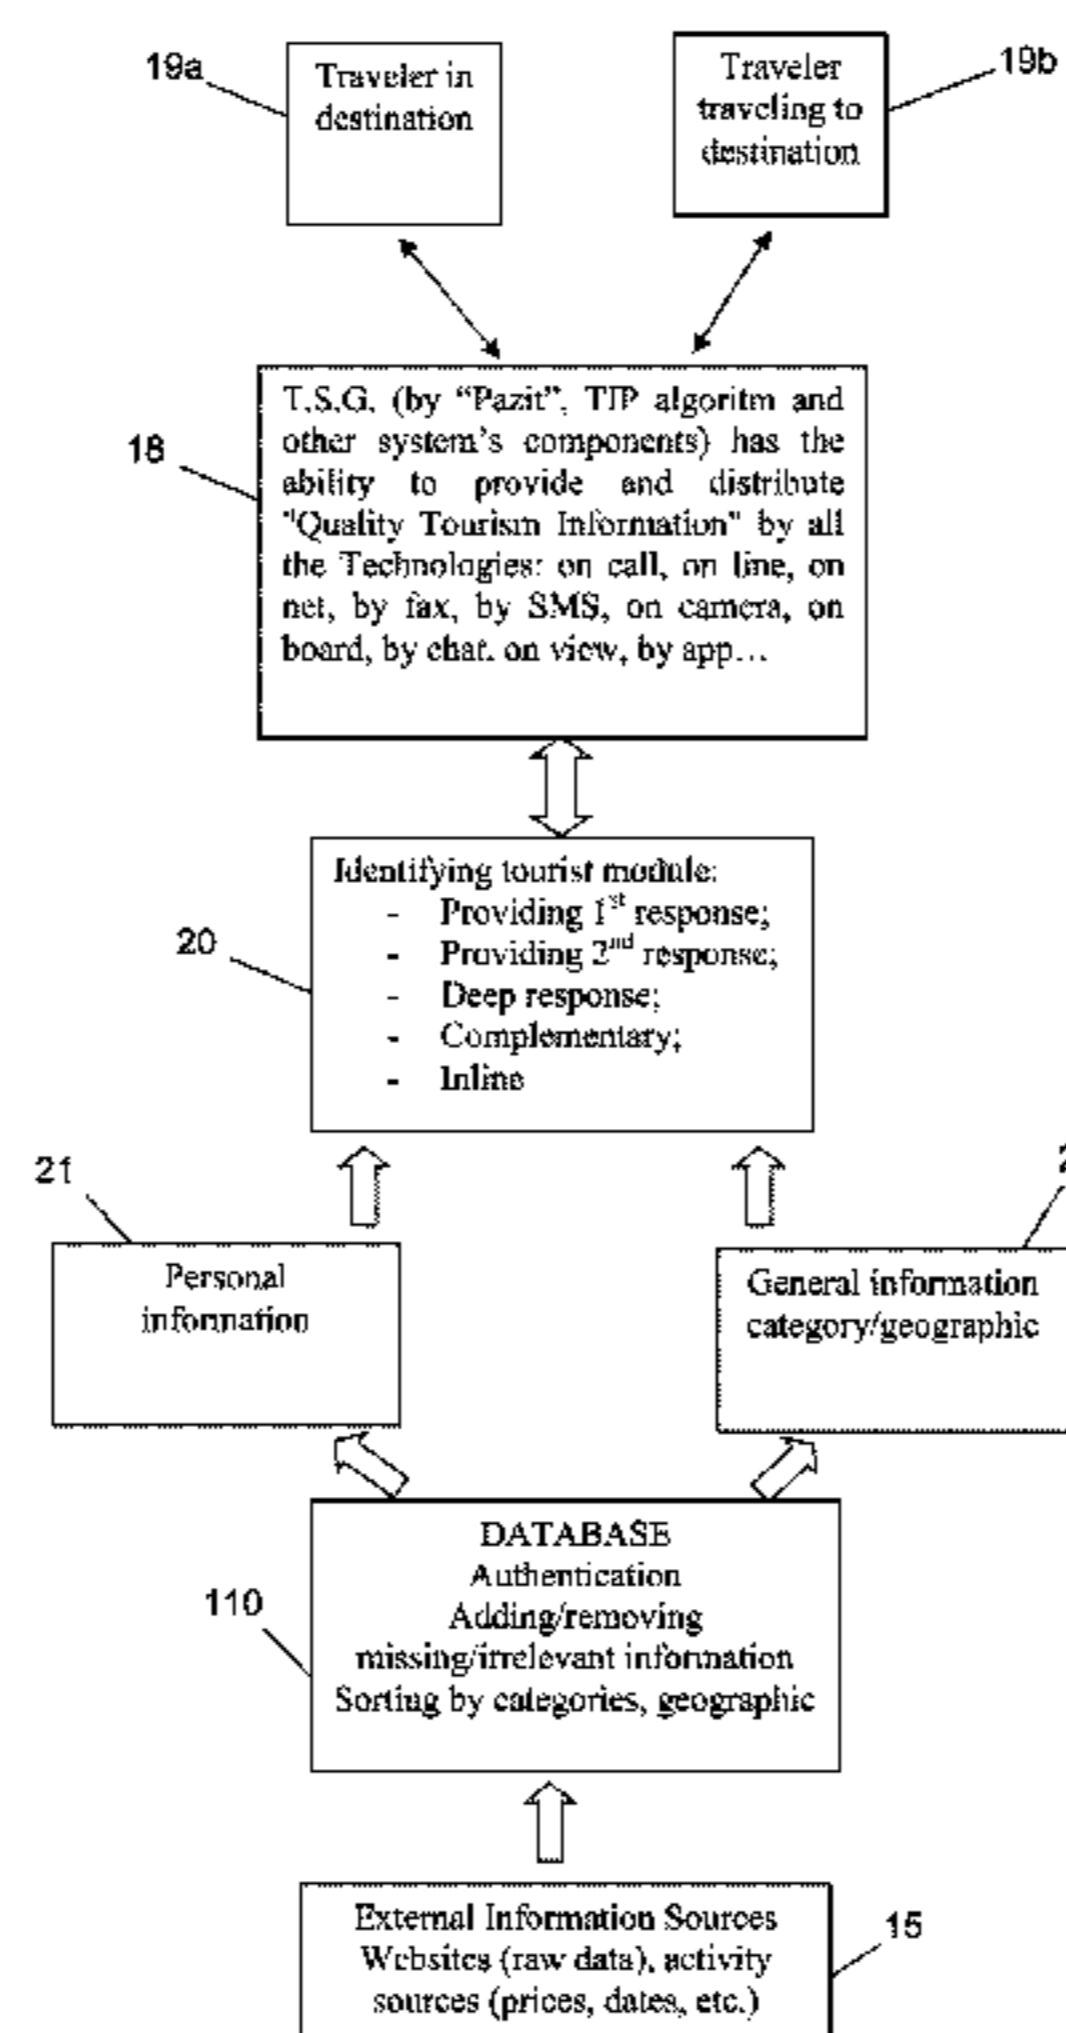 19a
Traveler in
destination
Traveler
traveling to
destination
19b
18
T.S.G. (by “Pazit”, TIP algoritm and
other system’s components) has the
ability to provide and distribute
"Quality Tourism Information" by all
the Technologies: on call, on line, on
net, by fax, by SMS, on camera, on
board, by chat, on view, by app…
20
Identifying tourist module:
- Providing 1st response;
- Providing 2nd response;
- Deep response;
- Complementary;
- Inline
21
Personal
information
General information
category/geographic
110
DATABASE
Authentication
Adding/removing
missing/irrelevant information
Sorting by categories, geographic
External Information Sources
Websites (raw data), activity
sources (prices, dates, etc.)
15